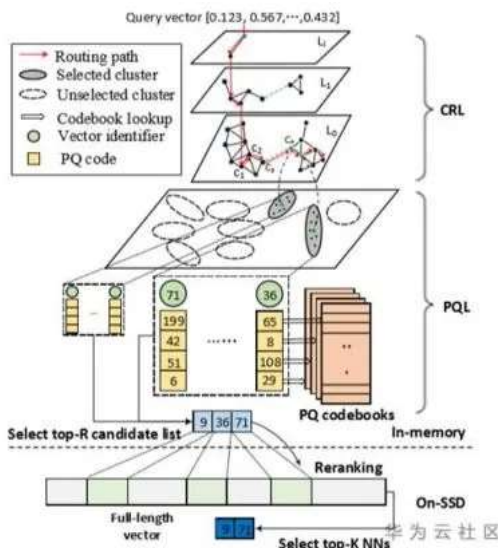 Query vector [0.123, 0.567,⋯,0.432]
Routing path
Selected cluster
Unselected cluster
Codebook lookup
Vector identifier
PQ code
L1
L0
C1
C2
CRL
PQL
71
36
199
42
51
6
......
65
8
108
29
PQ codebooks
9 36 71
Select top-R candidate list
In-memory
Reranking
On-SSD
Full-length
vector
9 71
Select top-K NNs
华为云社区